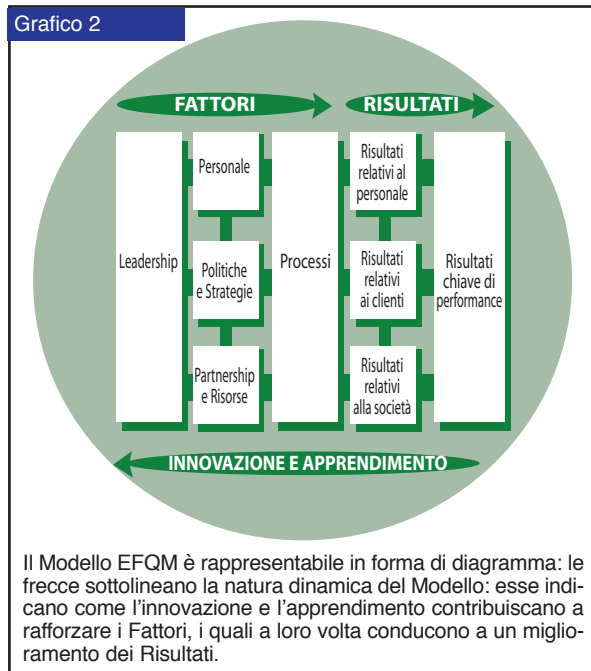 Grafico 2
FATTORI
RISULTATI
Leadership
Personale
Politiche
e Strategie
Partnership
e Risorse
Processi
Risultati
relativi al
personale
Risultati
relativi
ai clienti
Risultati
relativi
alla società
Risultati
chiave di
performance
INNOVAZIONE E APPRENDIMENTO
Il Modello EFQM è rappresentabile in forma di diagramma: le
frecce sottolineano la natura dinamica del Modello: esse indi-
cano come l’innovazione e l’apprendimento contribuiscano a
rafforzare i Fattori, i quali a loro volta conducono a un miglio-
ramento dei Risultati.